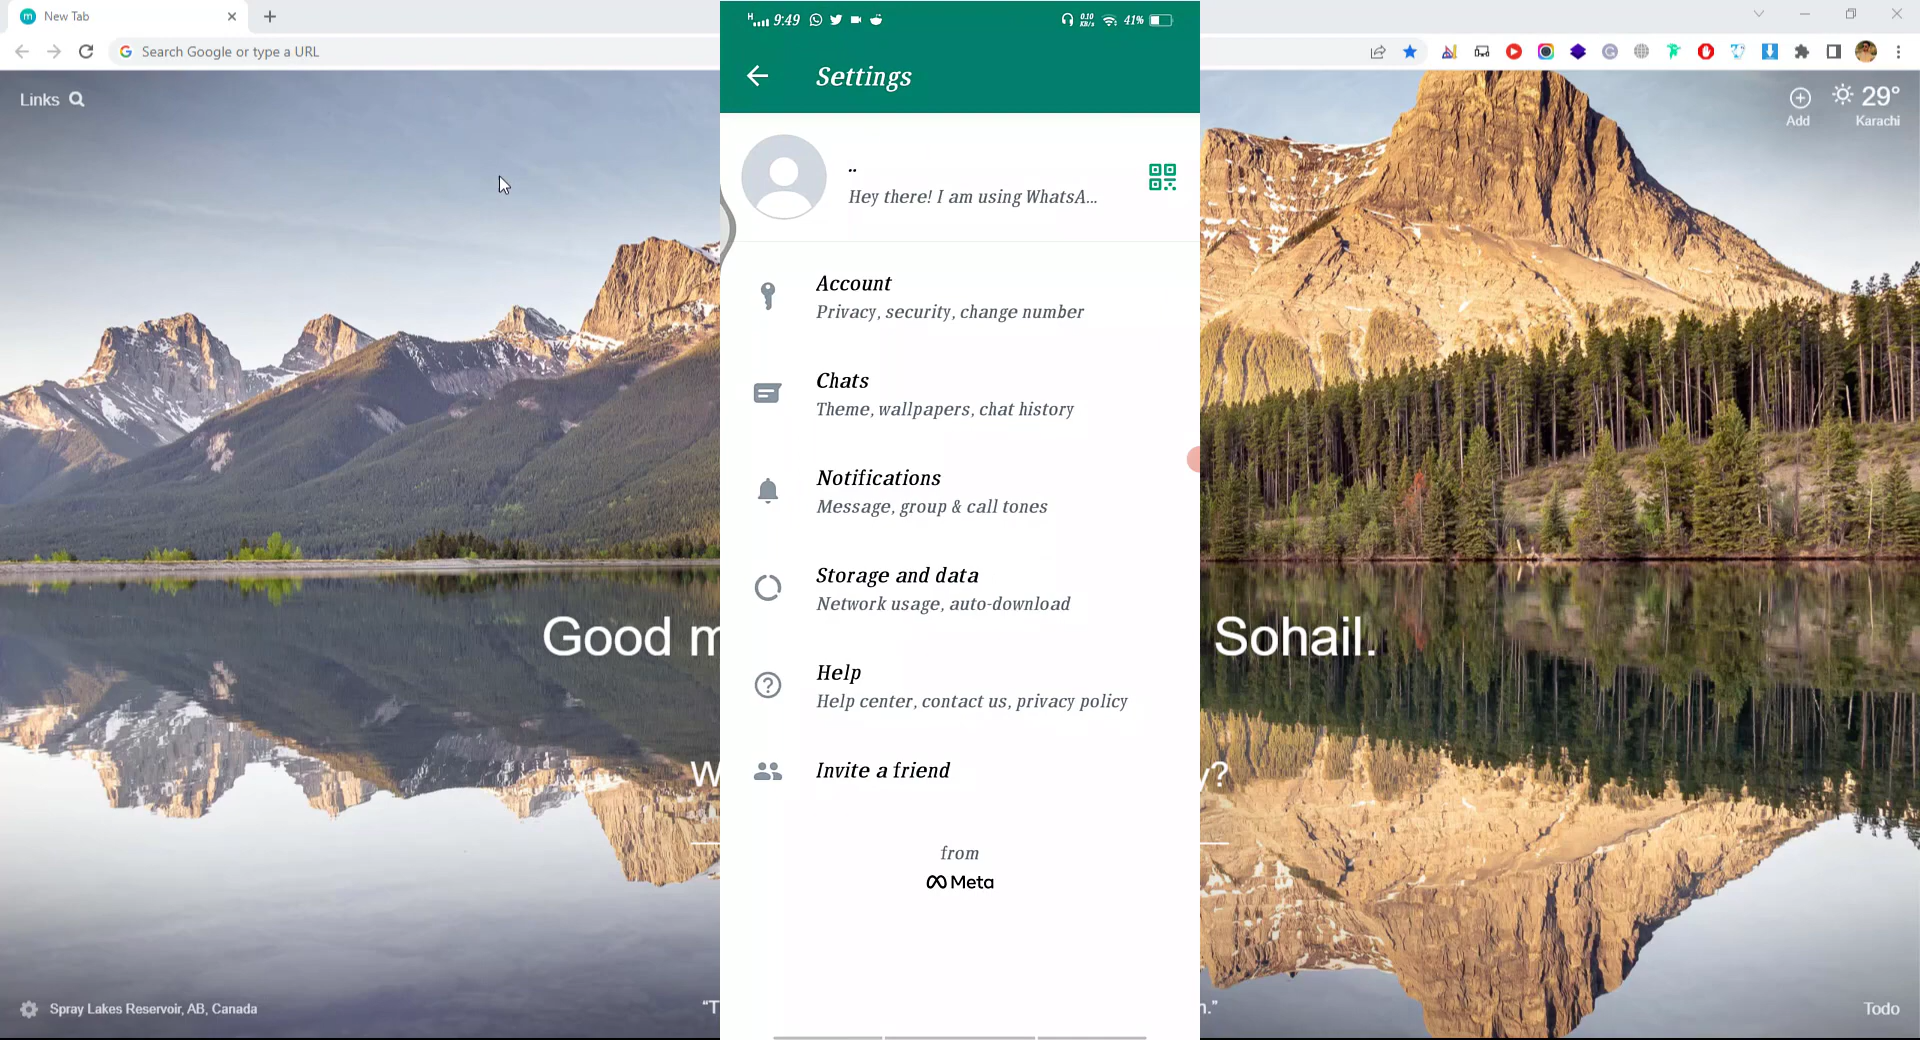 New Tab
Search Google or type a URL
Links
Add
29°
Karachi
Good m
Sohail.
W
y?
Spray Lakes Reservoir, AB, Canada
“T
n.”
Todo
H 9:49
0.10 KB/s 41%
Settings
..
Hey there! I am using WhatsA...
Account
Privacy, security, change number
Chats
Theme, wallpapers, chat history
Notifications
Message, group & call tones
Storage and data
Network usage, auto-download
Help
Help center, contact us, privacy policy
Invite a friend
from
Meta